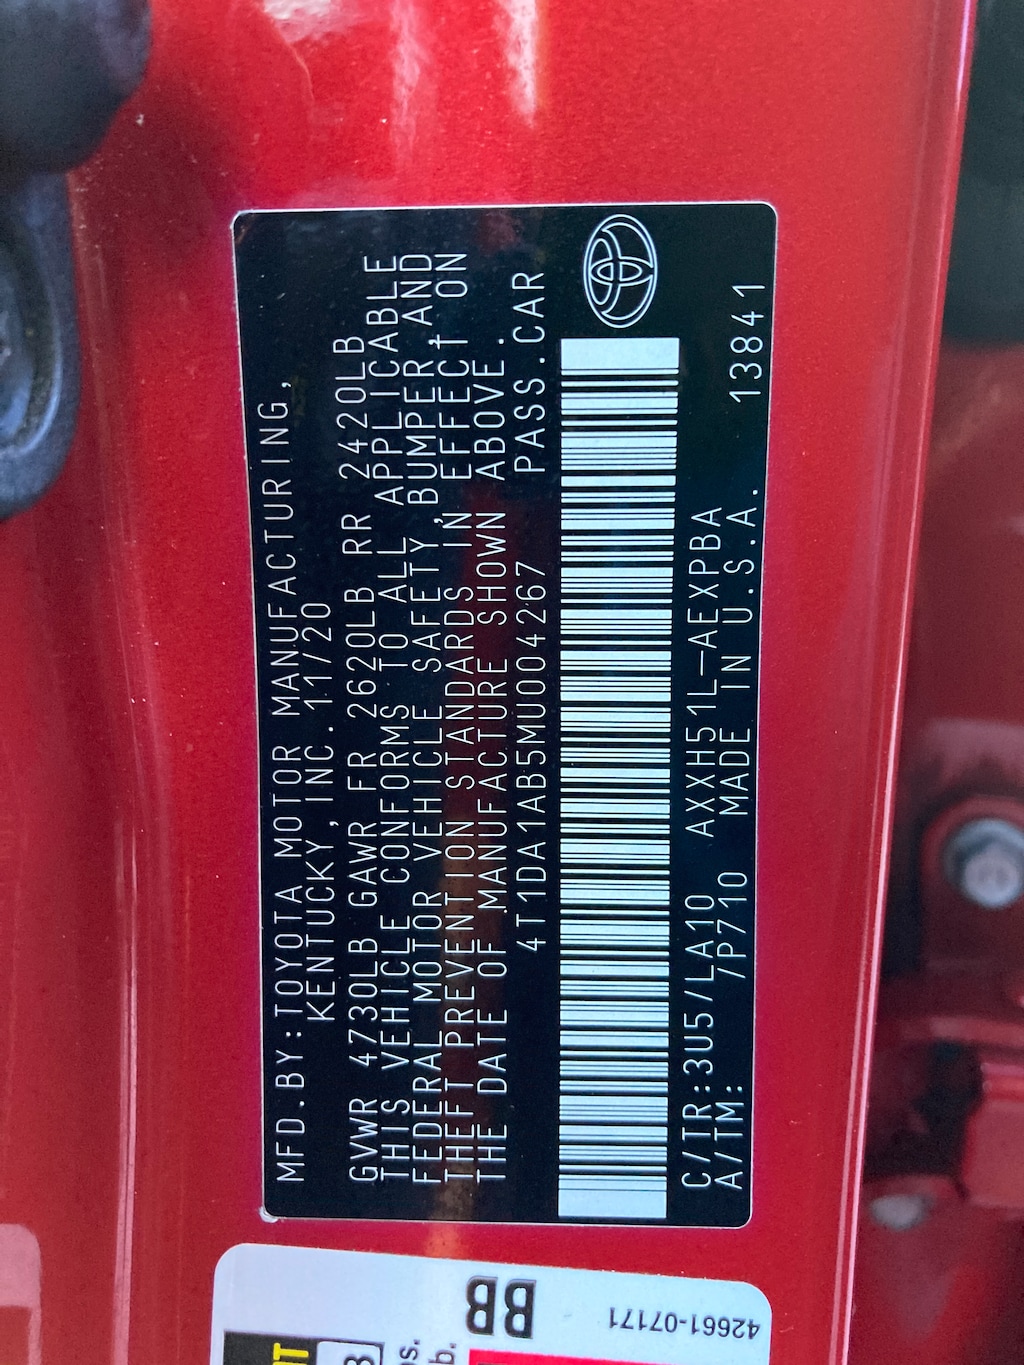 MFD.BY:TOYOTA MOTOR MANUFACTURING,
KENTUCKY,INC.11/20
GVWR 4730LB GAWR FR 2620LB RR 2420LB
THIS VEHICLE CONFORMS TO ALL APPLICABLE
FEDERAL MOTOR VEHICLE SAFETY,BUMPER,AND
THEFT PREVENTION STANDARDS IN EFFECT ON
THE DATE OF MANUFACTURE SHOWN ABOVE.
4T1DA1AB5MU004267 PASS.CAR
C/TR:3U5/LA10 AXXH51L-AEXPBA
A/TM: /P710 MADE IN U.S.A. 13841
42661-07171
BB